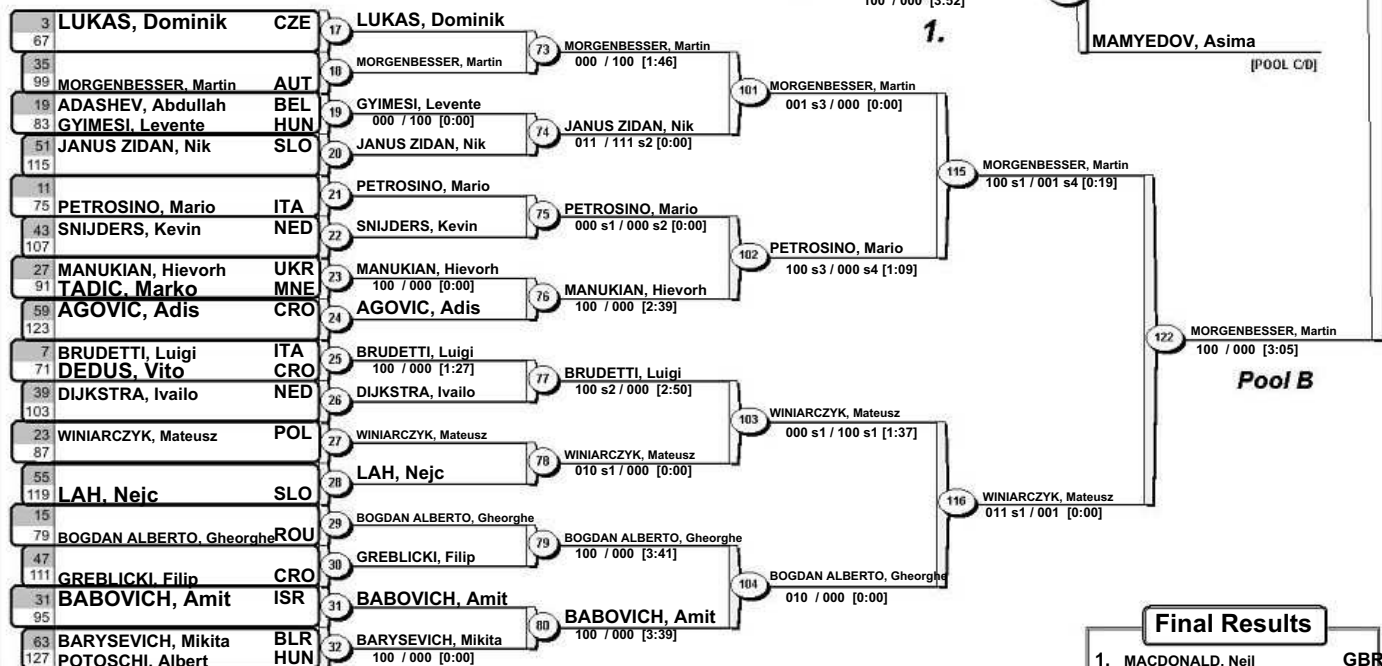 100 / 000 [3:52]
1.
MAMYEDOV, Asima
[POOL C/D]
3 LUKAS, Dominik CZE
67
35
99 MORGENBESSER, Martin AUT
19 ADASHEV, Abdullah BEL
83 GYIMESI, Levente HUN
51 JANUS ZIDAN, Nik SLO
115
11
75 PETROSINO, Mario ITA
43 SNIJDERS, Kevin NED
107
27 MANUKIAN, Hievorh UKR
91 TADIC, Marko MNE
59 AGOVIC, Adis CRO
123
7 BRUDETTI, Luigi ITA
71 DEDUS, Vito CRO
39 DIJKSTRA, Ivailo NED
103
23 WINIARCZYK, Mateusz POL
87
55
119 LAH, Nejc SLO
15
79 BOGDAN ALBERTO, Gheorghe ROU
47
111 GREBLICKI, Filip CRO
31 BABOVICH, Amit ISR
95
63 BARYSEVICH, Mikita BLR
127 POTOSCHI, Albert HUN
17 LUKAS, Dominik
18 MORGENBESSER, Martin
19 GYIMESI, Levente
000 / 100 [0:00]
20 JANUS ZIDAN, Nik
21 PETROSINO, Mario
22 SNIJDERS, Kevin
23 MANUKIAN, Hievorh
100 / 000 [0:00]
24 AGOVIC, Adis
25 BRUDETTI, Luigi
100 / 000 [1:27]
26 DIJKSTRA, Ivailo
27 WINIARCZYK, Mateusz
28 LAH, Nejc
29 BOGDAN ALBERTO, Gheorghe
30 GREBLICKI, Filip
31 BABOVICH, Amit
32 BARYSEVICH, Mikita
100 / 000 [0:00]
73 MORGENBESSER, Martin
000 / 100 [1:46]
74 JANUS ZIDAN, Nik
011 / 111 s2 [0:00]
75 PETROSINO, Mario
000 s1 / 000 s2 [0:00]
76 MANUKIAN, Hievorh
100 / 000 [2:39]
77 BRUDETTI, Luigi
100 s2 / 000 [2:50]
78 WINIARCZYK, Mateusz
010 s1 / 000 [0:00]
79 BOGDAN ALBERTO, Gheorghe
100 / 000 [3:41]
80 BABOVICH, Amit
100 / 000 [3:39]
101 MORGENBESSER, Martin
001 s3 / 000 [0:00]
102 PETROSINO, Mario
100 s3 / 000 s4 [1:09]
103 WINIARCZYK, Mateusz
000 s1 / 100 s1 [1:37]
104 BOGDAN ALBERTO, Gheorghe
010 / 000 [0:00]
115 MORGENBESSER, Martin
100 s1 / 001 s4 [0:19]
116 WINIARCZYK, Mateusz
011 s1 / 001 [0:00]
122 MORGENBESSER, Martin
100 / 000 [3:05]
Pool B
Final Results
1. MACDONALD, Neil GBR